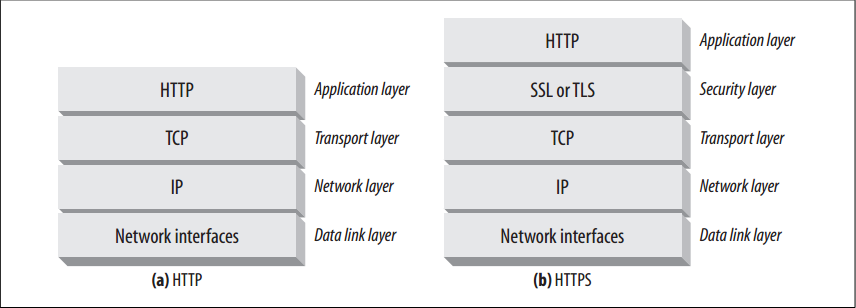 HTTP Application layer
HTTP Application layer
SSL or TLS Security layer
TCP Transport layer
TCP Transport layer
IP Network layer
IP Network layer
Network interfaces Data link layer
Network interfaces Data link layer
(a) HTTP
(b) HTTPS